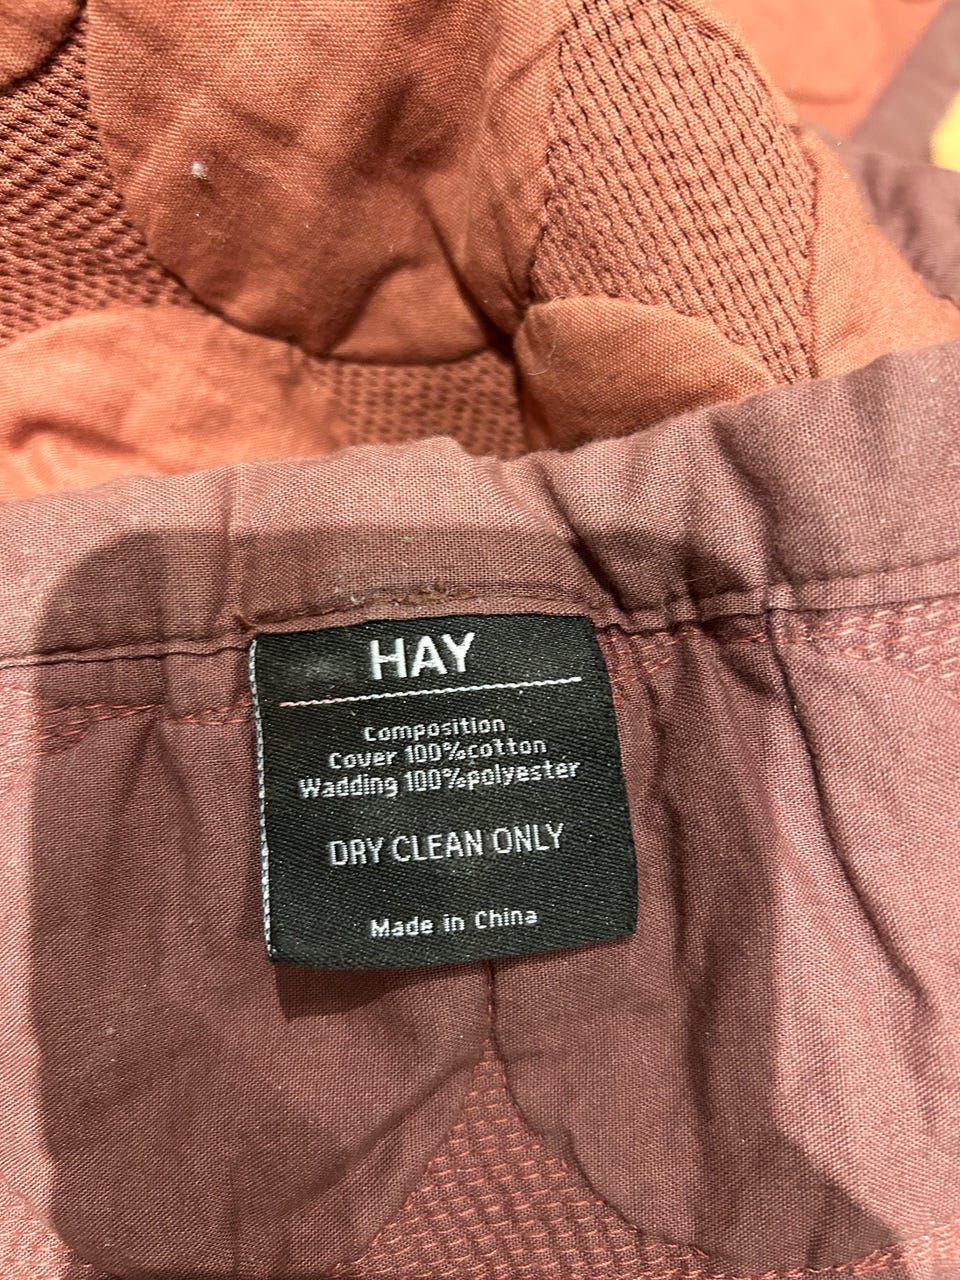 HAY
Composition
Cover 100%cotton
Wadding 100%polyester
DRY CLEAN ONLY
Made in China